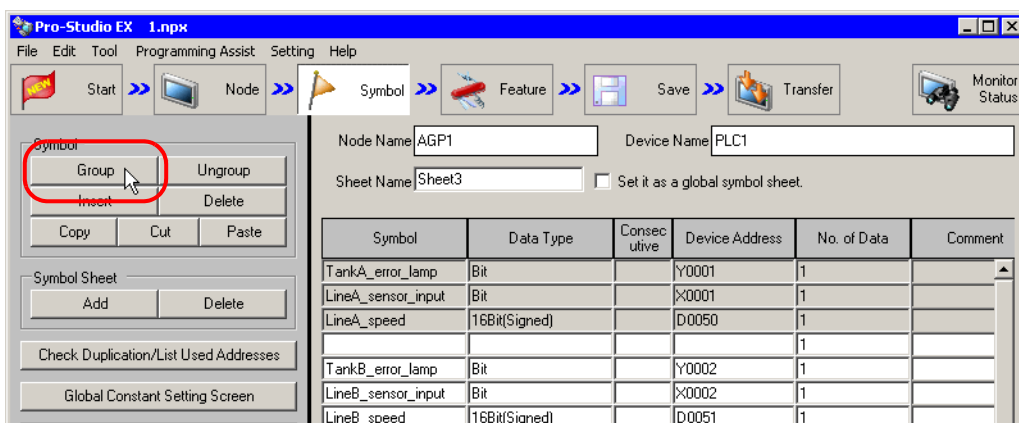 Pro-Studio EX 1.npx
File Edit Tool Programming Assist Setting Help
NEW Start Node Symbol Feature Save Transfer Monitor Status
Symbol
Group Ungroup
Insert Delete
Copy Cut Paste
Symbol Sheet
Add Delete
Check Duplication/List Used Addresses
Global Constant Setting Screen
Node Name AGP1 Device Name PLC1
Sheet Name Sheet3 Set it as a global symbol sheet.
Symbol Data Type Consecutive Device Address No. of Data Comment
TankA_error_lamp Bit Y0001 1
LineA_sensor_input Bit X0001 1
LineA_speed 16Bit(Signed) D0050 1
1
TankB_error_lamp Bit Y0002 1
LineB_sensor_input Bit X0002 1
LineB_speed 16Bit(Signed) D0051 1